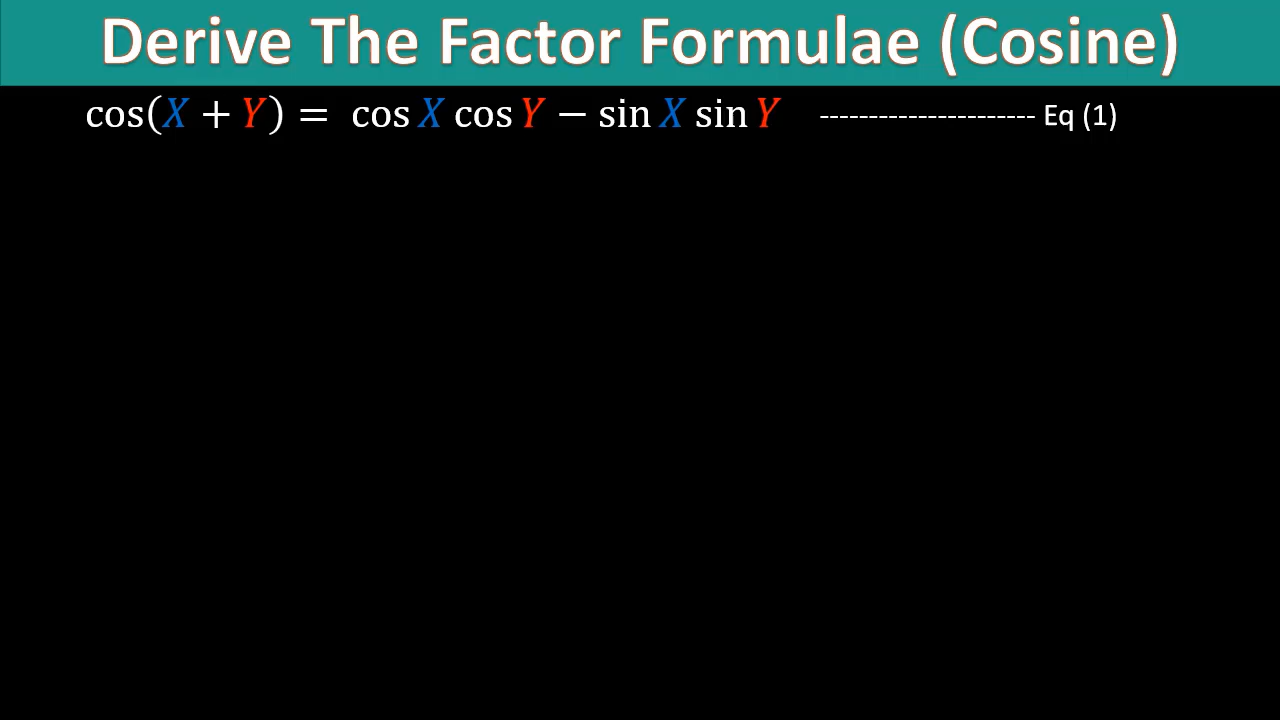 Derive The Factor Formulae (Cosine)
cos(X + Y) = cos X cos Y − sin X sin Y ---------------------- Eq (1)